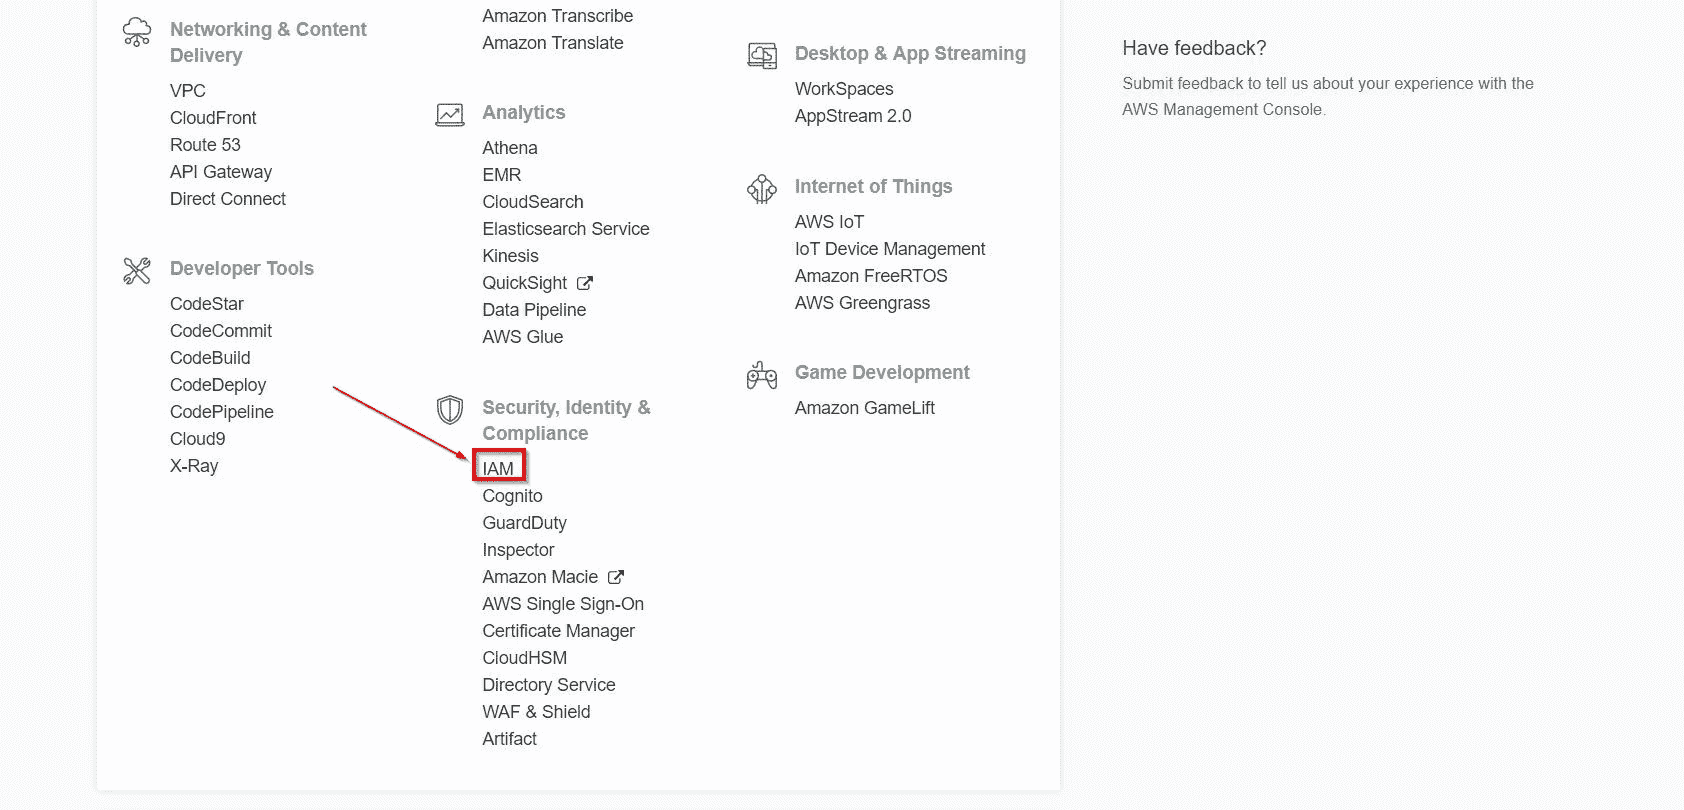 Networking & Content
Delivery
VPC
CloudFront
Route 53
API Gateway
Direct Connect
Developer Tools
CodeStar
CodeCommit
CodeBuild
CodeDeploy
CodePipeline
Cloud9
X-Ray
Amazon Transcribe
Amazon Translate
Analytics
Athena
EMR
CloudSearch
Elasticsearch Service
Kinesis
QuickSight
Data Pipeline
AWS Glue
Security, Identity &
Compliance
IAM
Cognito
GuardDuty
Inspector
Amazon Macie
AWS Single Sign-On
Certificate Manager
CloudHSM
Directory Service
WAF & Shield
Artifact
Desktop & App Streaming
WorkSpaces
AppStream 2.0
Internet of Things
AWS IoT
IoT Device Management
Amazon FreeRTOS
AWS Greengrass
Game Development
Amazon GameLift
Have feedback?
Submit feedback to tell us about your experience with the
AWS Management Console.